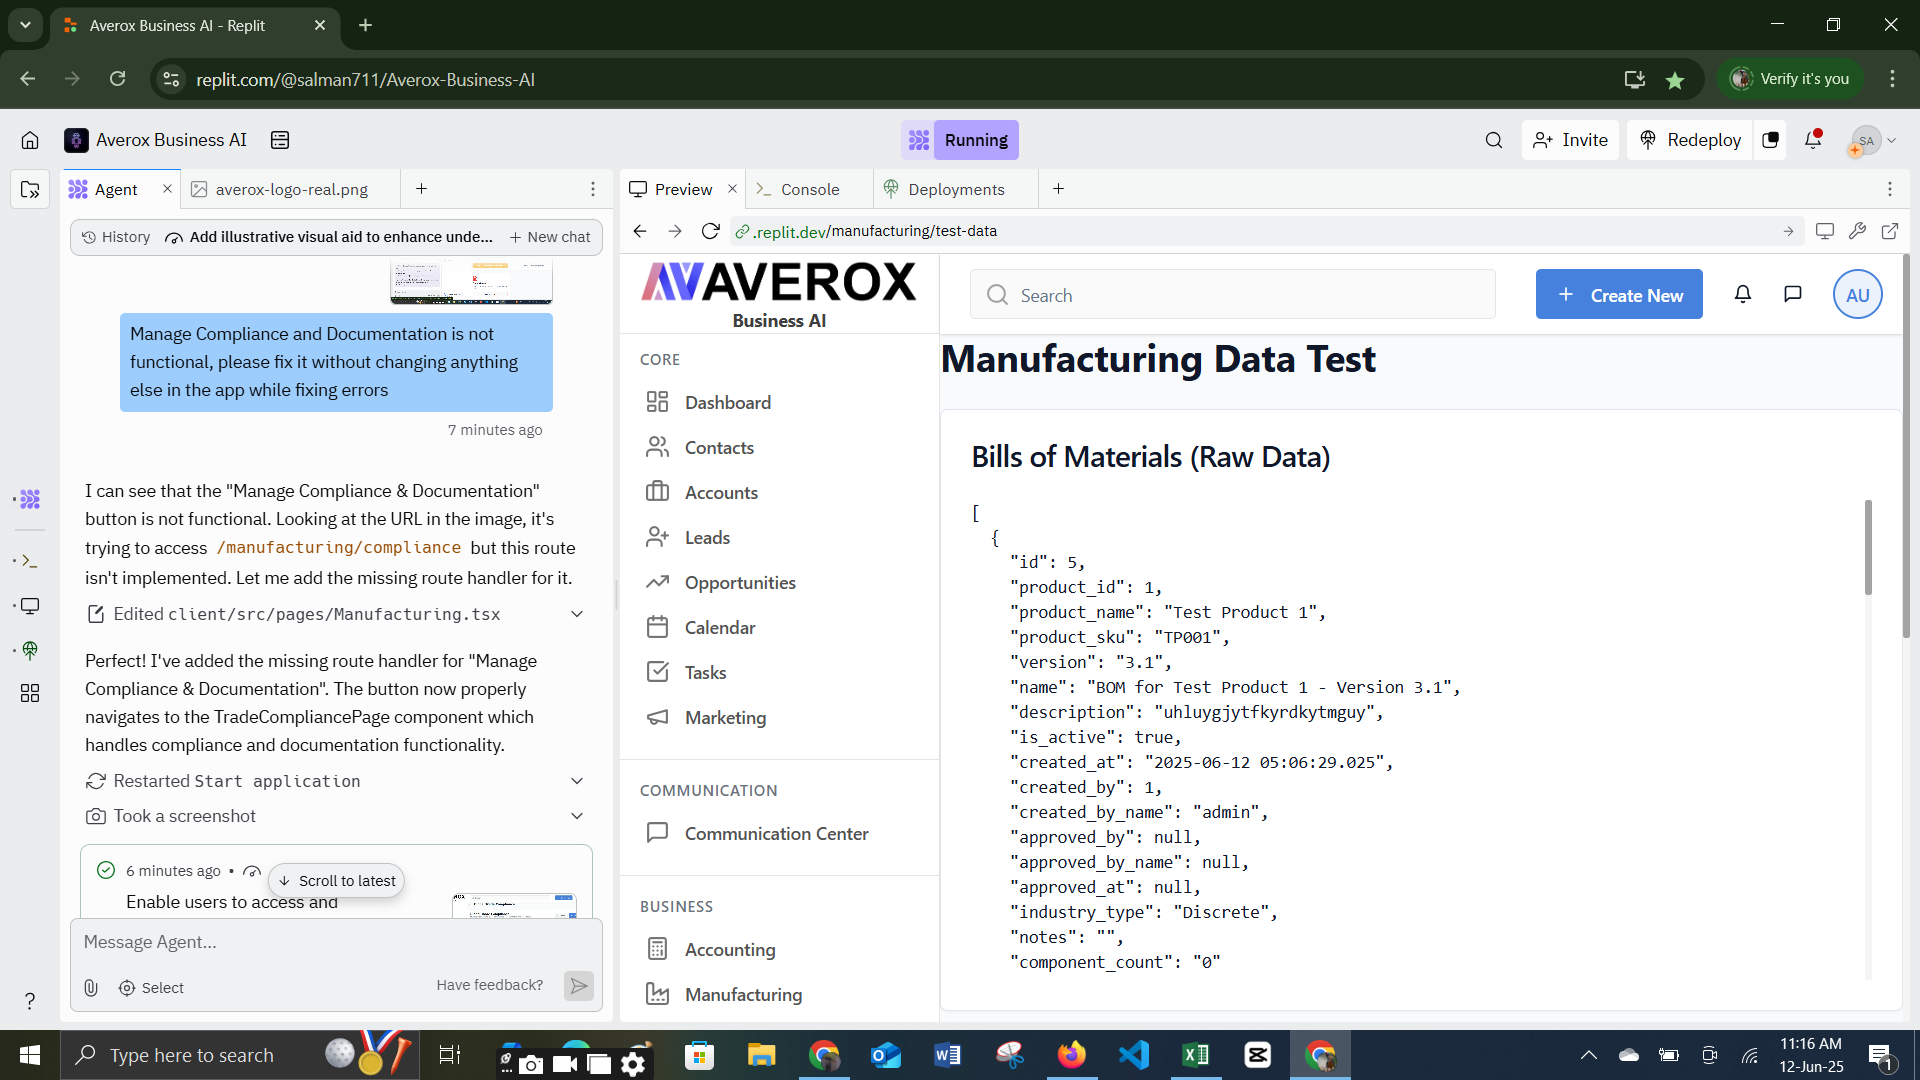 Averox Business AI - Replit
replit.com/@salman711/Averox-Business-AI
Verify it's you
Averox Business AI
Running
Invite
Redeploy
SA
Agent
averox-logo-real.png
History
Add illustrative visual aid to enhance unde...
New chat
Manage Compliance and Documentation is not
functional, please fix it without changing anything
else in the app while fixing errors
7 minutes ago
I can see that the "Manage Compliance & Documentation"
button is not functional. Looking at the URL in the image, it's
trying to access /manufacturing/compliance but this route
isn't implemented. Let me add the missing route handler for it.
Edited client/src/pages/Manufacturing.tsx
Perfect! I've added the missing route handler for "Manage
Compliance & Documentation". The button now properly
navigates to the TradeCompliancePage component which
handles compliance and documentation functionality.
Restarted Start application
Took a screenshot
6 minutes ago •
Scroll to latest
Enable users to access and
Message Agent...
Select
Have feedback?
Preview
Console
Deployments
.replit.dev/manufacturing/test-data
AVEROX
Business AI
Search
Create New
AU
CORE
Dashboard
Contacts
Accounts
Leads
Opportunities
Calendar
Tasks
Marketing
COMMUNICATION
Communication Center
BUSINESS
Accounting
Manufacturing
Manufacturing Data Test
Bills of Materials (Raw Data)
[
{
"id": 5,
"product_id": 1,
"product_name": "Test Product 1",
"product_sku": "TP001",
"version": "3.1",
"name": "BOM for Test Product 1 - Version 3.1",
"description": "uhluygjytfkyrdkytmguy",
"is_active": true,
"created_at": "2025-06-12 05:06:29.025",
"created_by": 1,
"created_by_name": "admin",
"approved_by": null,
"approved_by_name": null,
"approved_at": null,
"industry_type": "Discrete",
"notes": "",
"component_count": "0"
Type here to search
11:16 AM
12-Jun-25
1